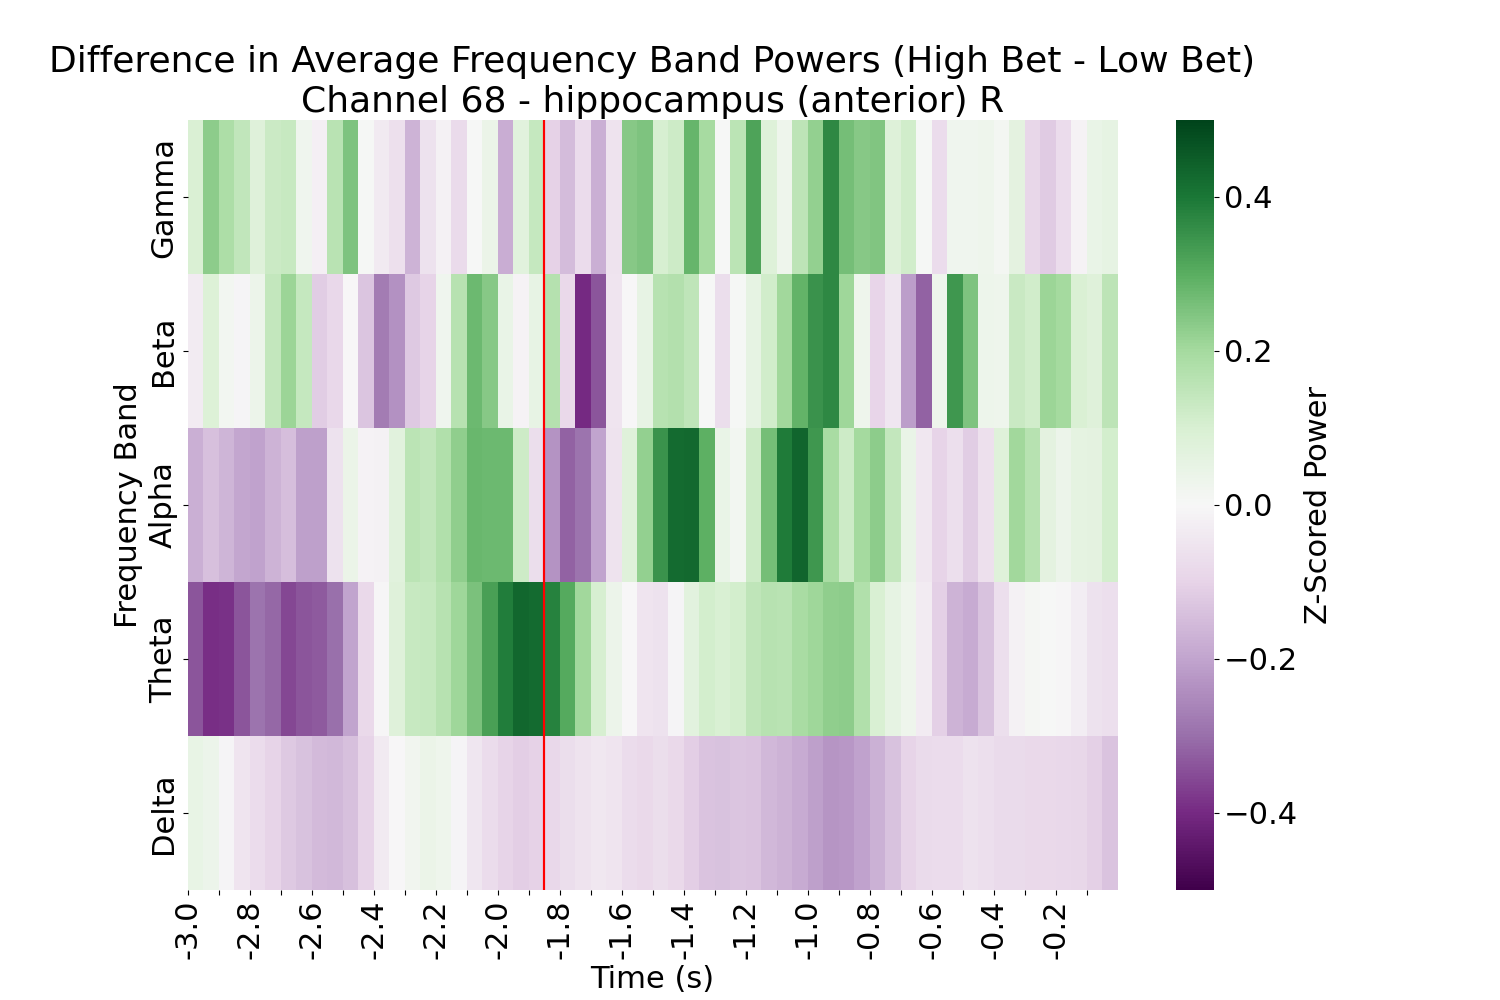 Difference in Average Frequency Band Powers (High Bet - Low Bet)
Channel 68 - hippocampus (anterior) R
Frequency Band
Gamma
Beta
Alpha
Theta
Delta
-3.0 -2.8 -2.6 -2.4 -2.2 -2.0 -1.8 -1.6 -1.4 -1.2 -1.0 -0.8 -0.6 -0.4 -0.2
Time (s)
0.4
0.2
0.0
−0.2
−0.4
Z-Scored Power